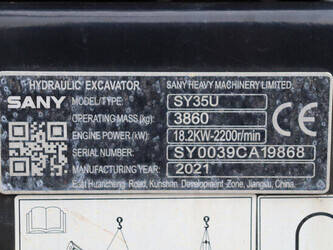 HYDRAULIC EXCAVATOR SANY HEAVY MACHINERY LIMITED.
SANY MODEL/TYPE: SY35U
OPERATING MASS (kg): 3860
ENGINE POWER (kW): 18.2KW-2200r/min
SERIAL NUMBER: SY0039CA19868
MANUFACTURING YEAR: 2021
East Huancheng Road, Kunshan Development Zone, Jiangsu, China.
CE